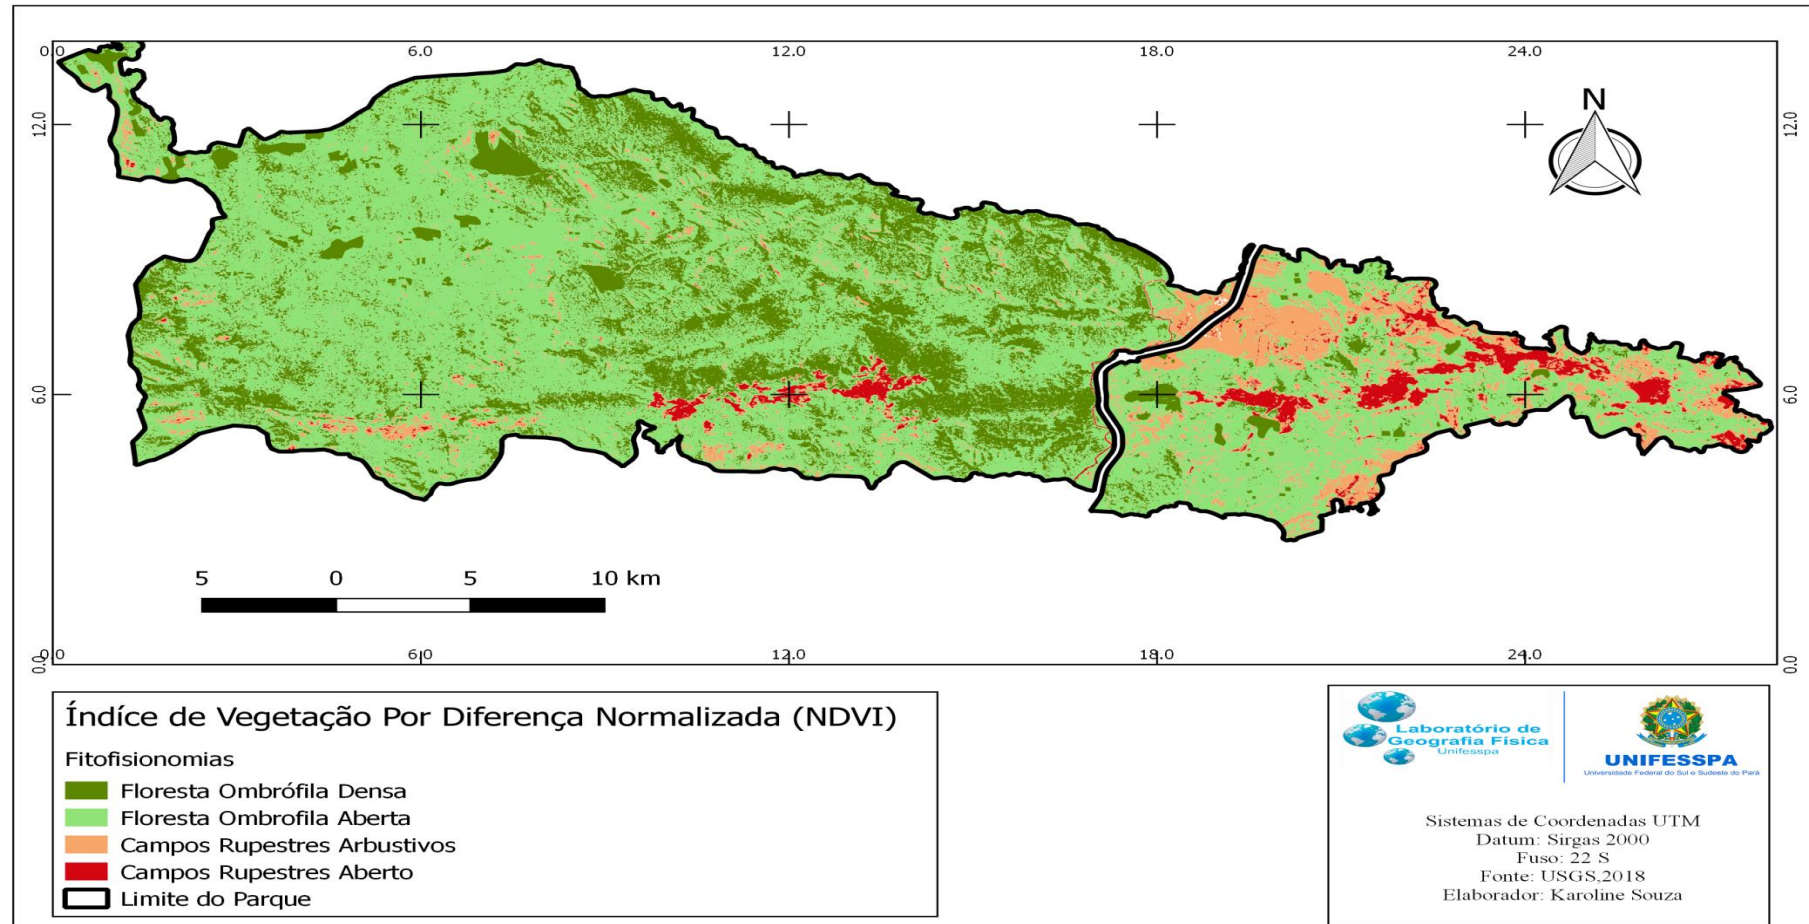 0.0 6.0 12.0 18.0 24.0
N
12.0 12.0
6.0 6.0
5 0 5 10 km
0.0 0.0
0.0 6.0 12.0 18.0 24.0
Índíce de Vegetação Por Diferença Normalizada (NDVI)
Fitofisionomias
Floresta Ombrófila Densa
Floresta Ombrofila Aberta
Campos Rupestres Arbustivos
Campos Rupestres Aberto
Limite do Parque
Laboratório de
Geografia Física
Unifesspa
UNIFESSPA
Universidade Federal do Sul e Sudeste do Pará
Sistemas de Coordenadas UTM
Datum: Sirgas 2000
Fuso: 22 S
Fonte: USGS,2018
Elaborador: Karoline Souza